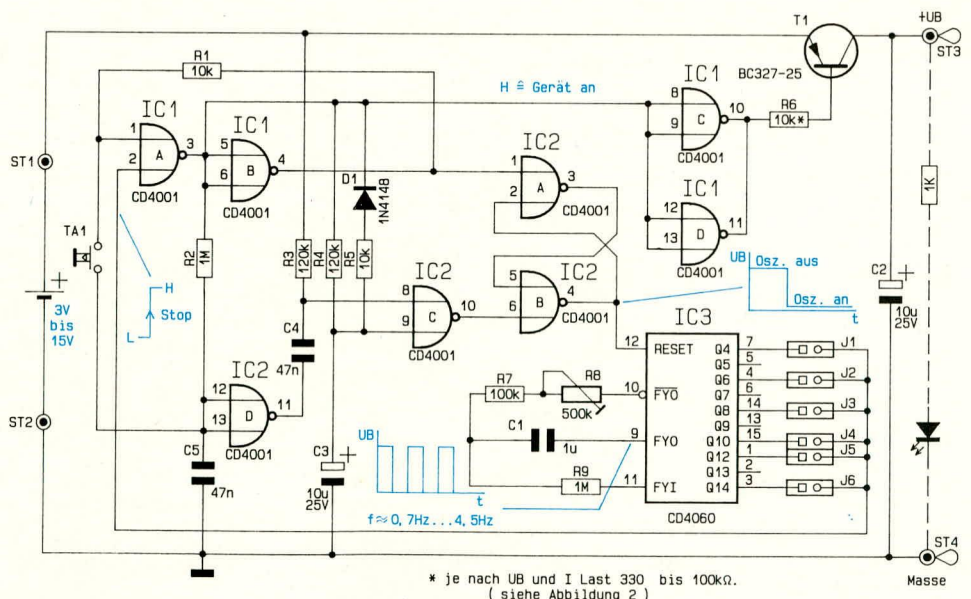 T1
+UB
ST3
R1
10k
BC327-25
H ≙ Gerät an
IC1
8
9
C
10
CD4001
R6
10k*
IC1
1
2
A
3
CD4001
IC1
5
6
B
4
CD4001
IC2
1
2
A
3
CD4001
IC1
12
13
D
11
CD4001
ST1
D1
1N4148
TA1
H
Stop
L
R2
1M
R3
120k
R4
120k
R5
10k
1K
3V
bis
15V
IC2
8
9
C
10
CD4001
IC2
5
6
B
4
CD4001
UB
Osz. aus
Osz. an
t
C2
10u
25V
C4
47n
IC3
12
RESET
Q4
7
J1
Q5
5
Q6
4
J2
Q7
6
Q8
14
J3
Q9
13
Q10
15
J4
Q12
1
J5
Q13
2
Q14
3
J6
10
FYO
9
FYO
11
FYI
CD4060
ST2
IC2
12
13
D
11
CD4001
R7
100k
R8
500k
C1
1u
R9
1M
C5
47n
C3
10u
25V
UB
t
f≈0,7Hz...4,5Hz
ST4
Masse
* je nach UB und I Last 330 bis 100kΩ.
( siehe Abbildung 2 )